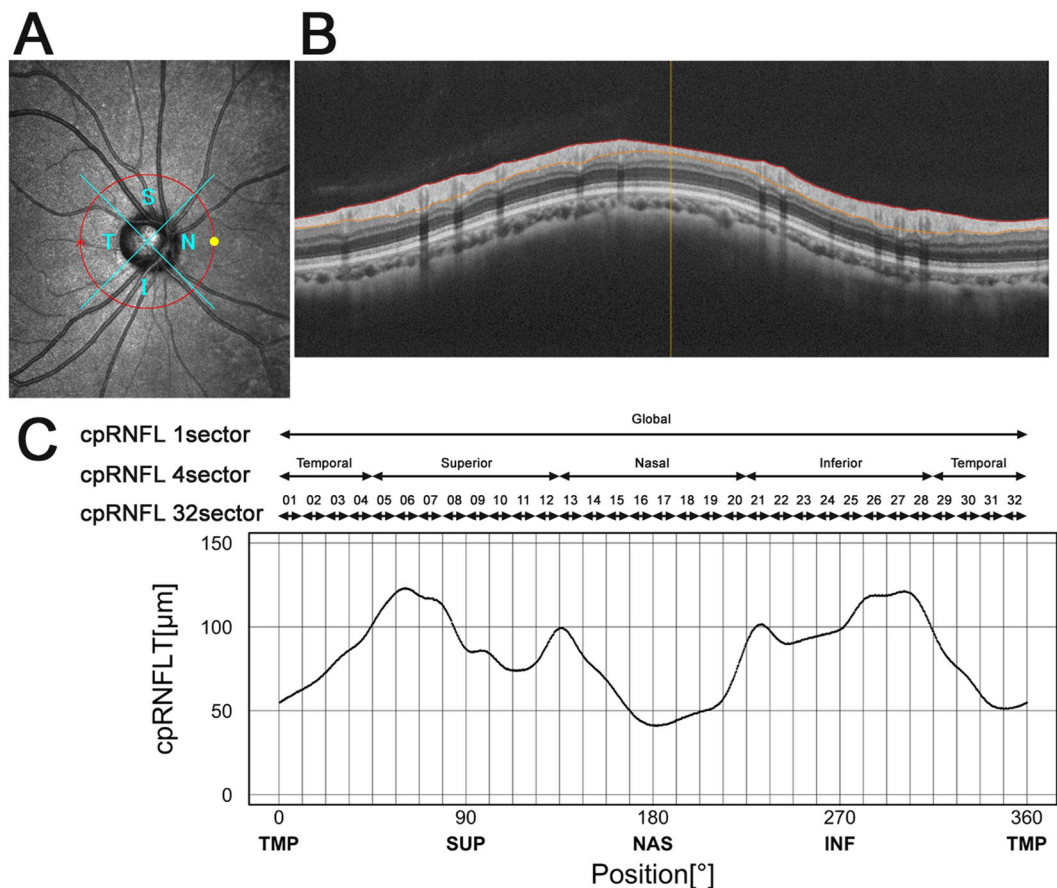 A
B
S
T
N
I
C
Global
cpRNFL 1sector
Temporal Superior Nasal Inferior Temporal
cpRNFL 4sector
01 02 03 04 05 06 07 08 09 10 11 12 13 14 15 16 17 18 19 20 21 22 23 24 25 26 27 28 29 30 31 32
cpRNFL 32sector
150
100
50
0
cpRNFLT[μm]
0 90 180 270 360
TMP SUP NAS INF TMP
Position[°]